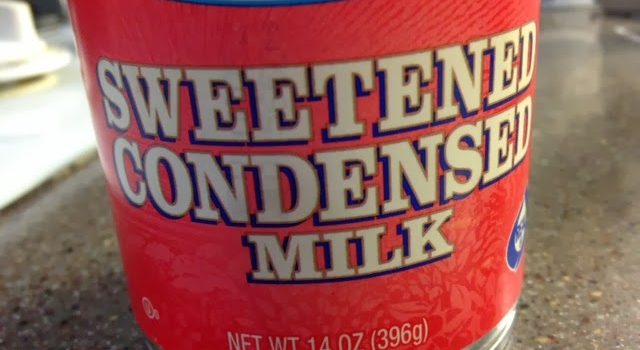 SWEETENED
CONDENSED
MILK
NET WT 14 OZ (396g)